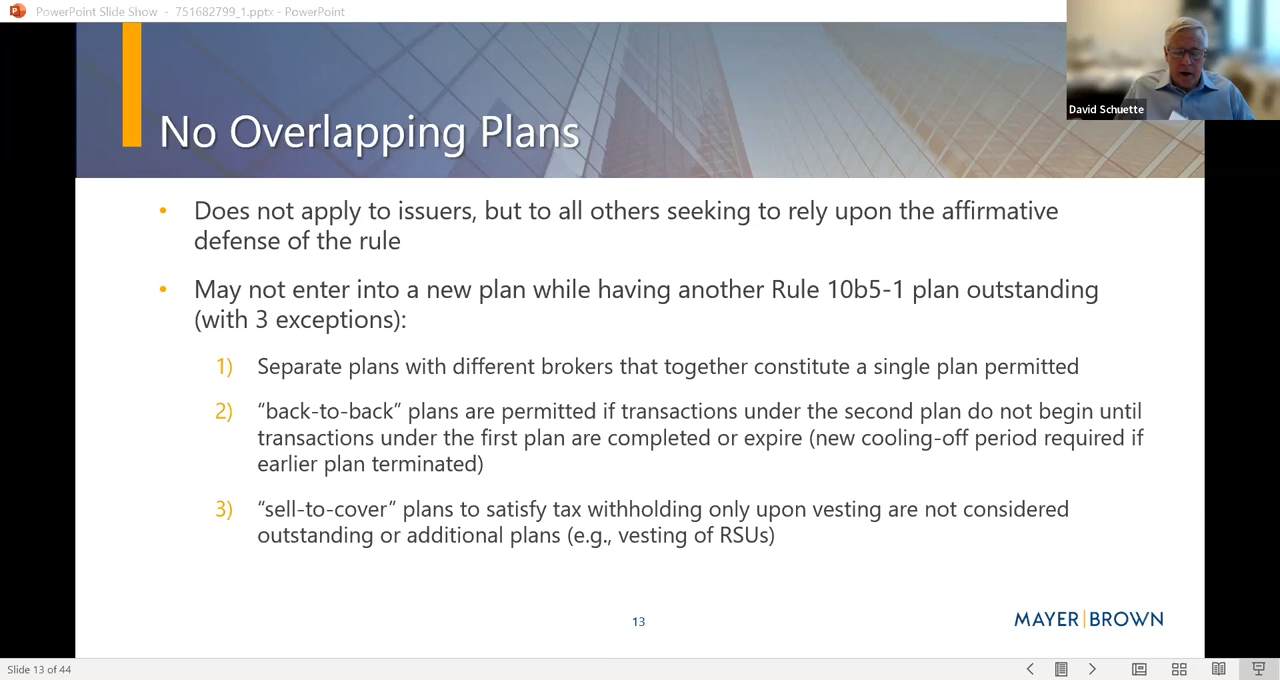 PowerPoint Slide Show - 751682799_1.pptx - PowerPoint
David Schuette
No Overlapping Plans
• Does not apply to issuers, but to all others seeking to rely upon the affirmative
defense of the rule
• May not enter into a new plan while having another Rule 10b5-1 plan outstanding
(with 3 exceptions):
1) Separate plans with different brokers that together constitute a single plan permitted
2) “back-to-back” plans are permitted if transactions under the second plan do not begin until
transactions under the first plan are completed or expire (new cooling-off period required if
earlier plan terminated)
3) “sell-to-cover” plans to satisfy tax withholding only upon vesting are not considered
outstanding or additional plans (e.g., vesting of RSUs)
13
MAYER|BROWN
Slide 13 of 44